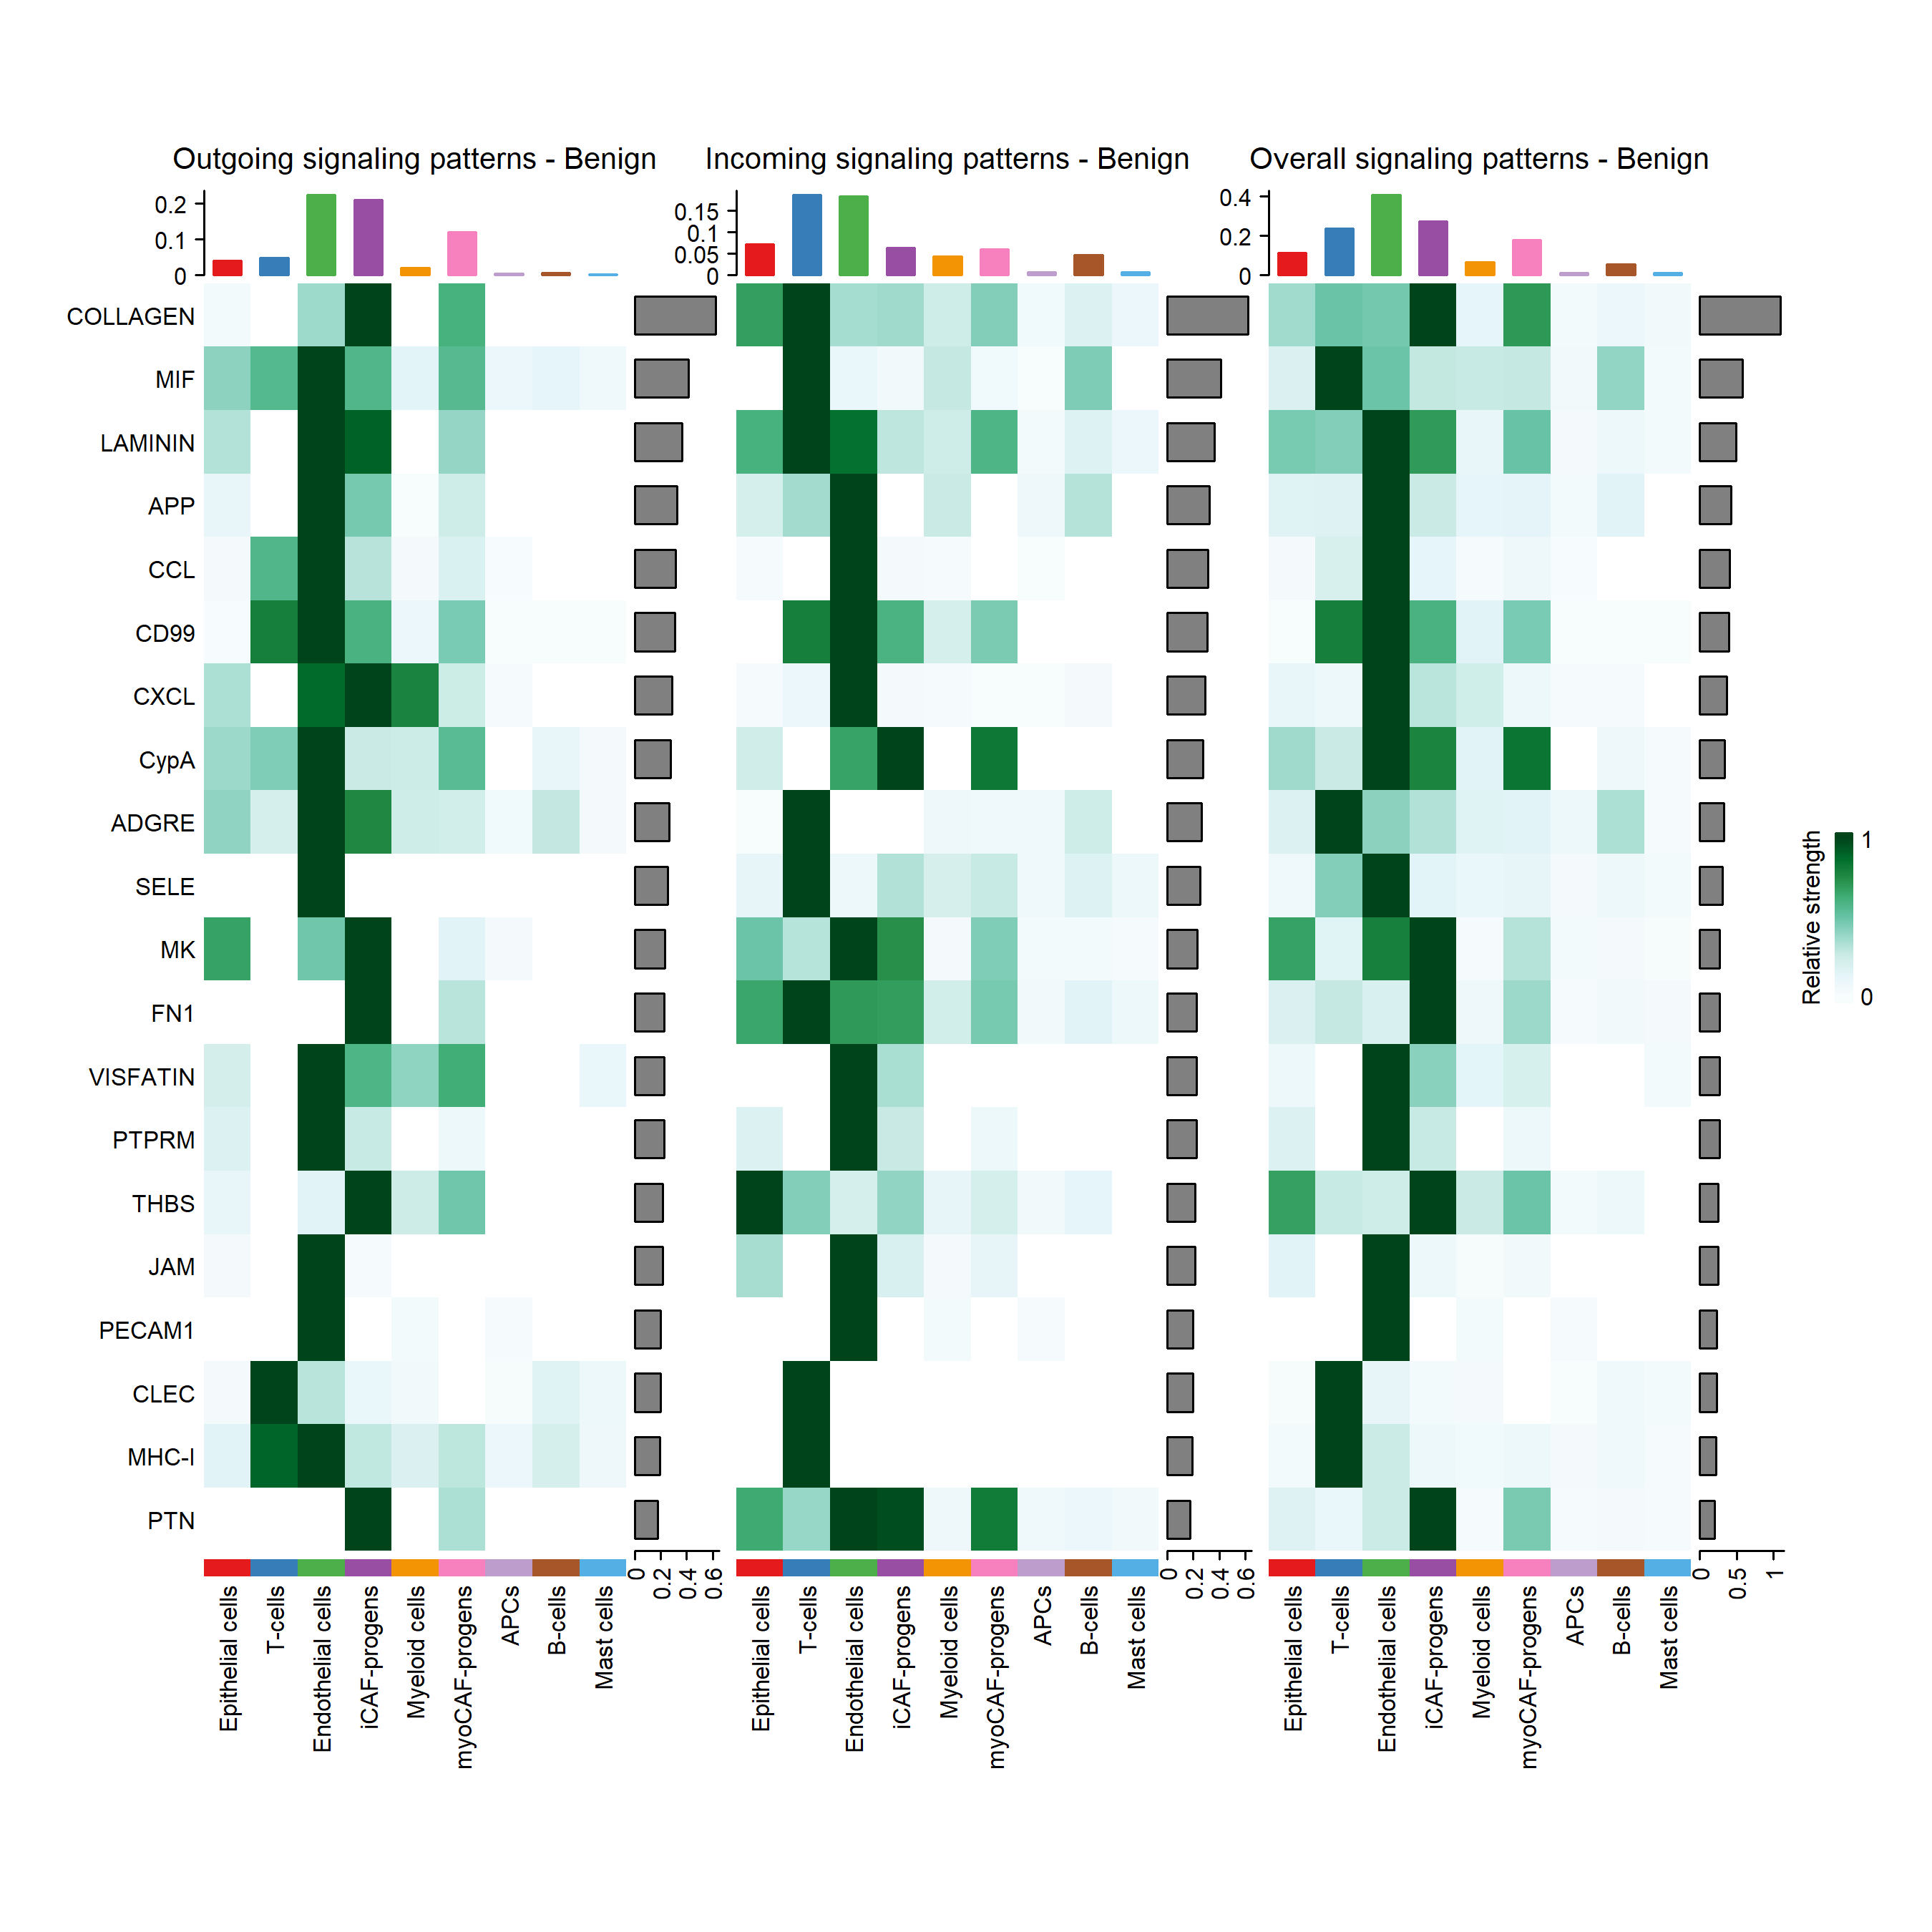 Outgoing signaling patterns - Benign
Incoming signaling patterns - Benign
Overall signaling patterns - Benign
0.2
0.1
0
0.15
0.1
0.05
0
0.4
0.2
0
COLLAGEN
MIF
LAMININ
APP
CCL
CD99
CXCL
CypA
ADGRE
SELE
MK
FN1
VISFATIN
PTPRM
THBS
JAM
PECAM1
CLEC
MHC-I
PTN
Relative strength
1
0
0
0.2
0.4
0.6
0
0.2
0.4
0.6
0
0.5
1
Epithelial cells
T-cells
Endothelial cells
iCAF-progens
Myeloid cells
myoCAF-progens
APCs
B-cells
Mast cells
Epithelial cells
T-cells
Endothelial cells
iCAF-progens
Myeloid cells
myoCAF-progens
APCs
B-cells
Mast cells
Epithelial cells
T-cells
Endothelial cells
iCAF-progens
Myeloid cells
myoCAF-progens
APCs
B-cells
Mast cells